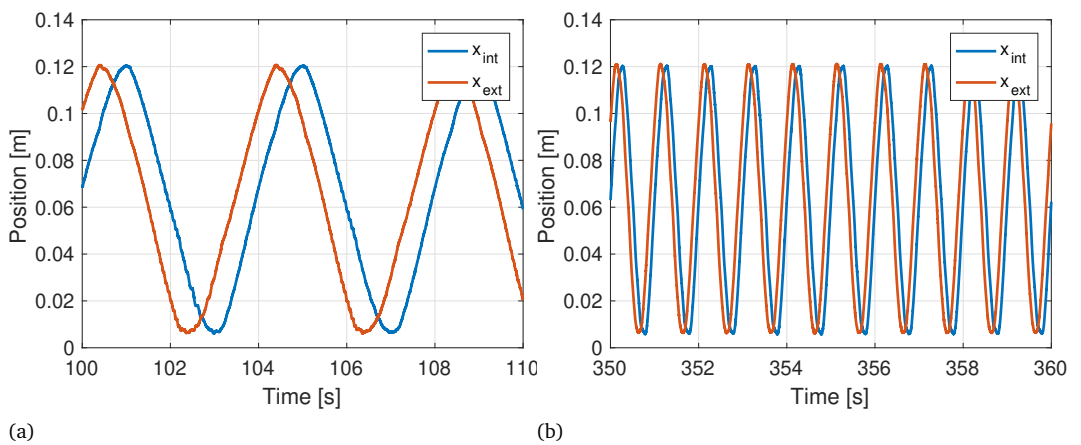 0.14
0.12
0.1
0.08
0.06
0.04
0.02
0
Position [m]
100
102
104
106
108
110
Time [s]
x_int
x_ext
(a)
0.14
0.12
0.1
0.08
0.06
0.04
0.02
0
Position [m]
350
352
354
356
358
360
Time [s]
x_int
x_ext
(b)